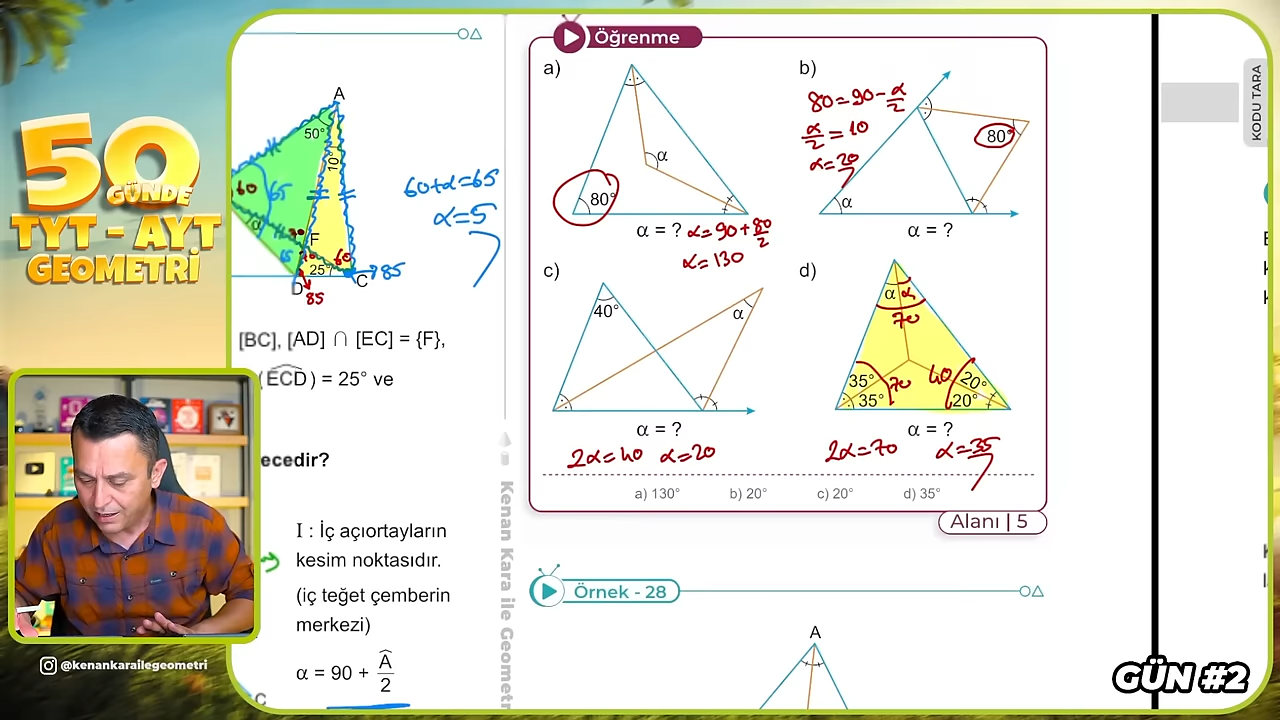 50
GÜNDE
TYT - AYT
GEOMETRİ
@kenankarailegeometri
A
50°
10°
60
65
α
F
60
25°
85
D
85
C
60+α=65
α=5
[BC], [AD] ∩ [EC] = {F},
(ECD) = 25° ve
ecedir?
I : İç açıortayların
kesim noktasıdır.
(iç teğet çemberin
merkezi)
α = 90 + A/2
C
Kenan Kara ile Geometr
Öğrenme
a)
α
80°
α = ?
α=90+80/2
α=130
b)
80=90-α/2
α/2=10
α=20
80°
α
α = ?
c)
40°
α
α = ?
2α=40 α=20
d)
α α
70
35°
70
35°
40
20°
20°
α = ?
2α=70 α=35
a) 130° b) 20° c) 20° d) 35°
Alanı | 5
Örnek - 28
A
KODU TARA
GÜN #2